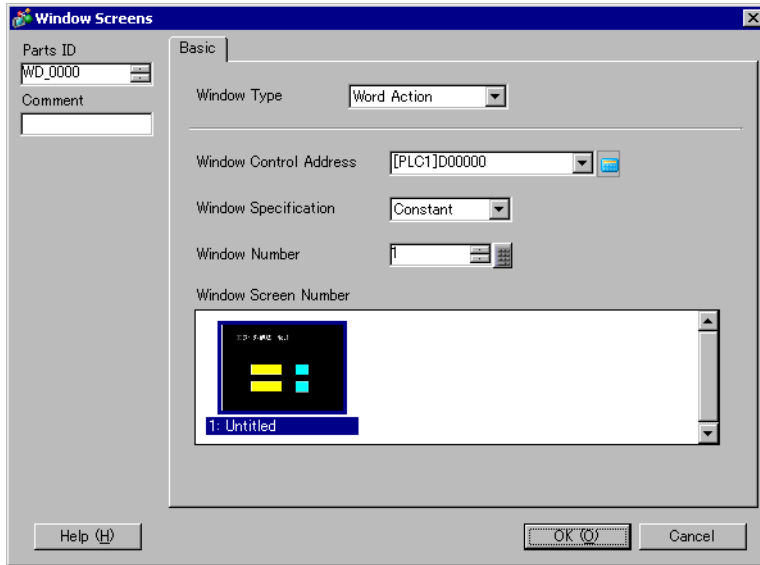 Window Screens
Parts ID
WD_0000
Comment
Basic
Window Type
Word Action
Window Control Address
[PLC1]D00000
Window Specification
Constant
Window Number
1
Window Screen Number
1: Untitled
Help (H)
OK (O)
Cancel